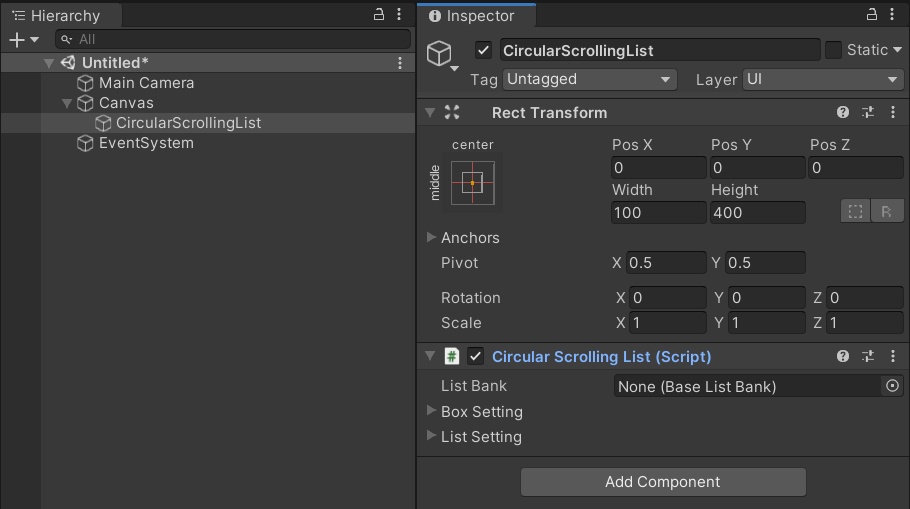 Hierarchy
All
Untitled*
Main Camera
Canvas
CircularScrollingList
EventSystem
Inspector
CircularScrollingList
Static
Tag Untagged Layer UI
Rect Transform
center
middle
Pos X Pos Y Pos Z
0 0 0
Width Height
100 400
R
Anchors
Pivot X 0.5 Y 0.5
Rotation X 0 Y 0 Z 0
Scale X 1 Y 1 Z 1
# Circular Scrolling List (Script)
List Bank None (Base List Bank)
Box Setting
List Setting
Add Component